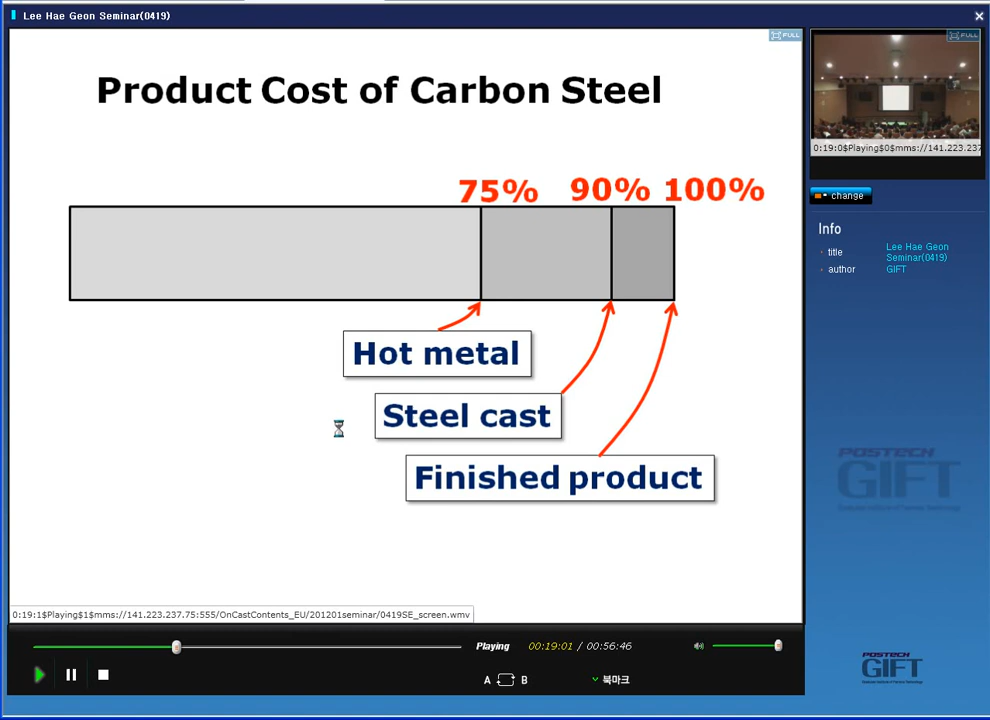 Lee Hae Geon Seminar(0419)
FULL
FULL
Product Cost of Carbon Steel
75% 90% 100%
Hot metal
Steel cast
Finished product
0:19:1$Playing$1$mms://141.223.237.75:555/OnCastContents_EU/201201seminar/0419SE_screen.wmv
0:19:0$Playing$0$mms://141.223.237
change
Info
title
Lee Hae Geon
Seminar(0419)
author
GIFT
POSTECH
GIFT
Playing 00:19:01 / 00:56:46
A B
북마크
POSTECH
GIFT